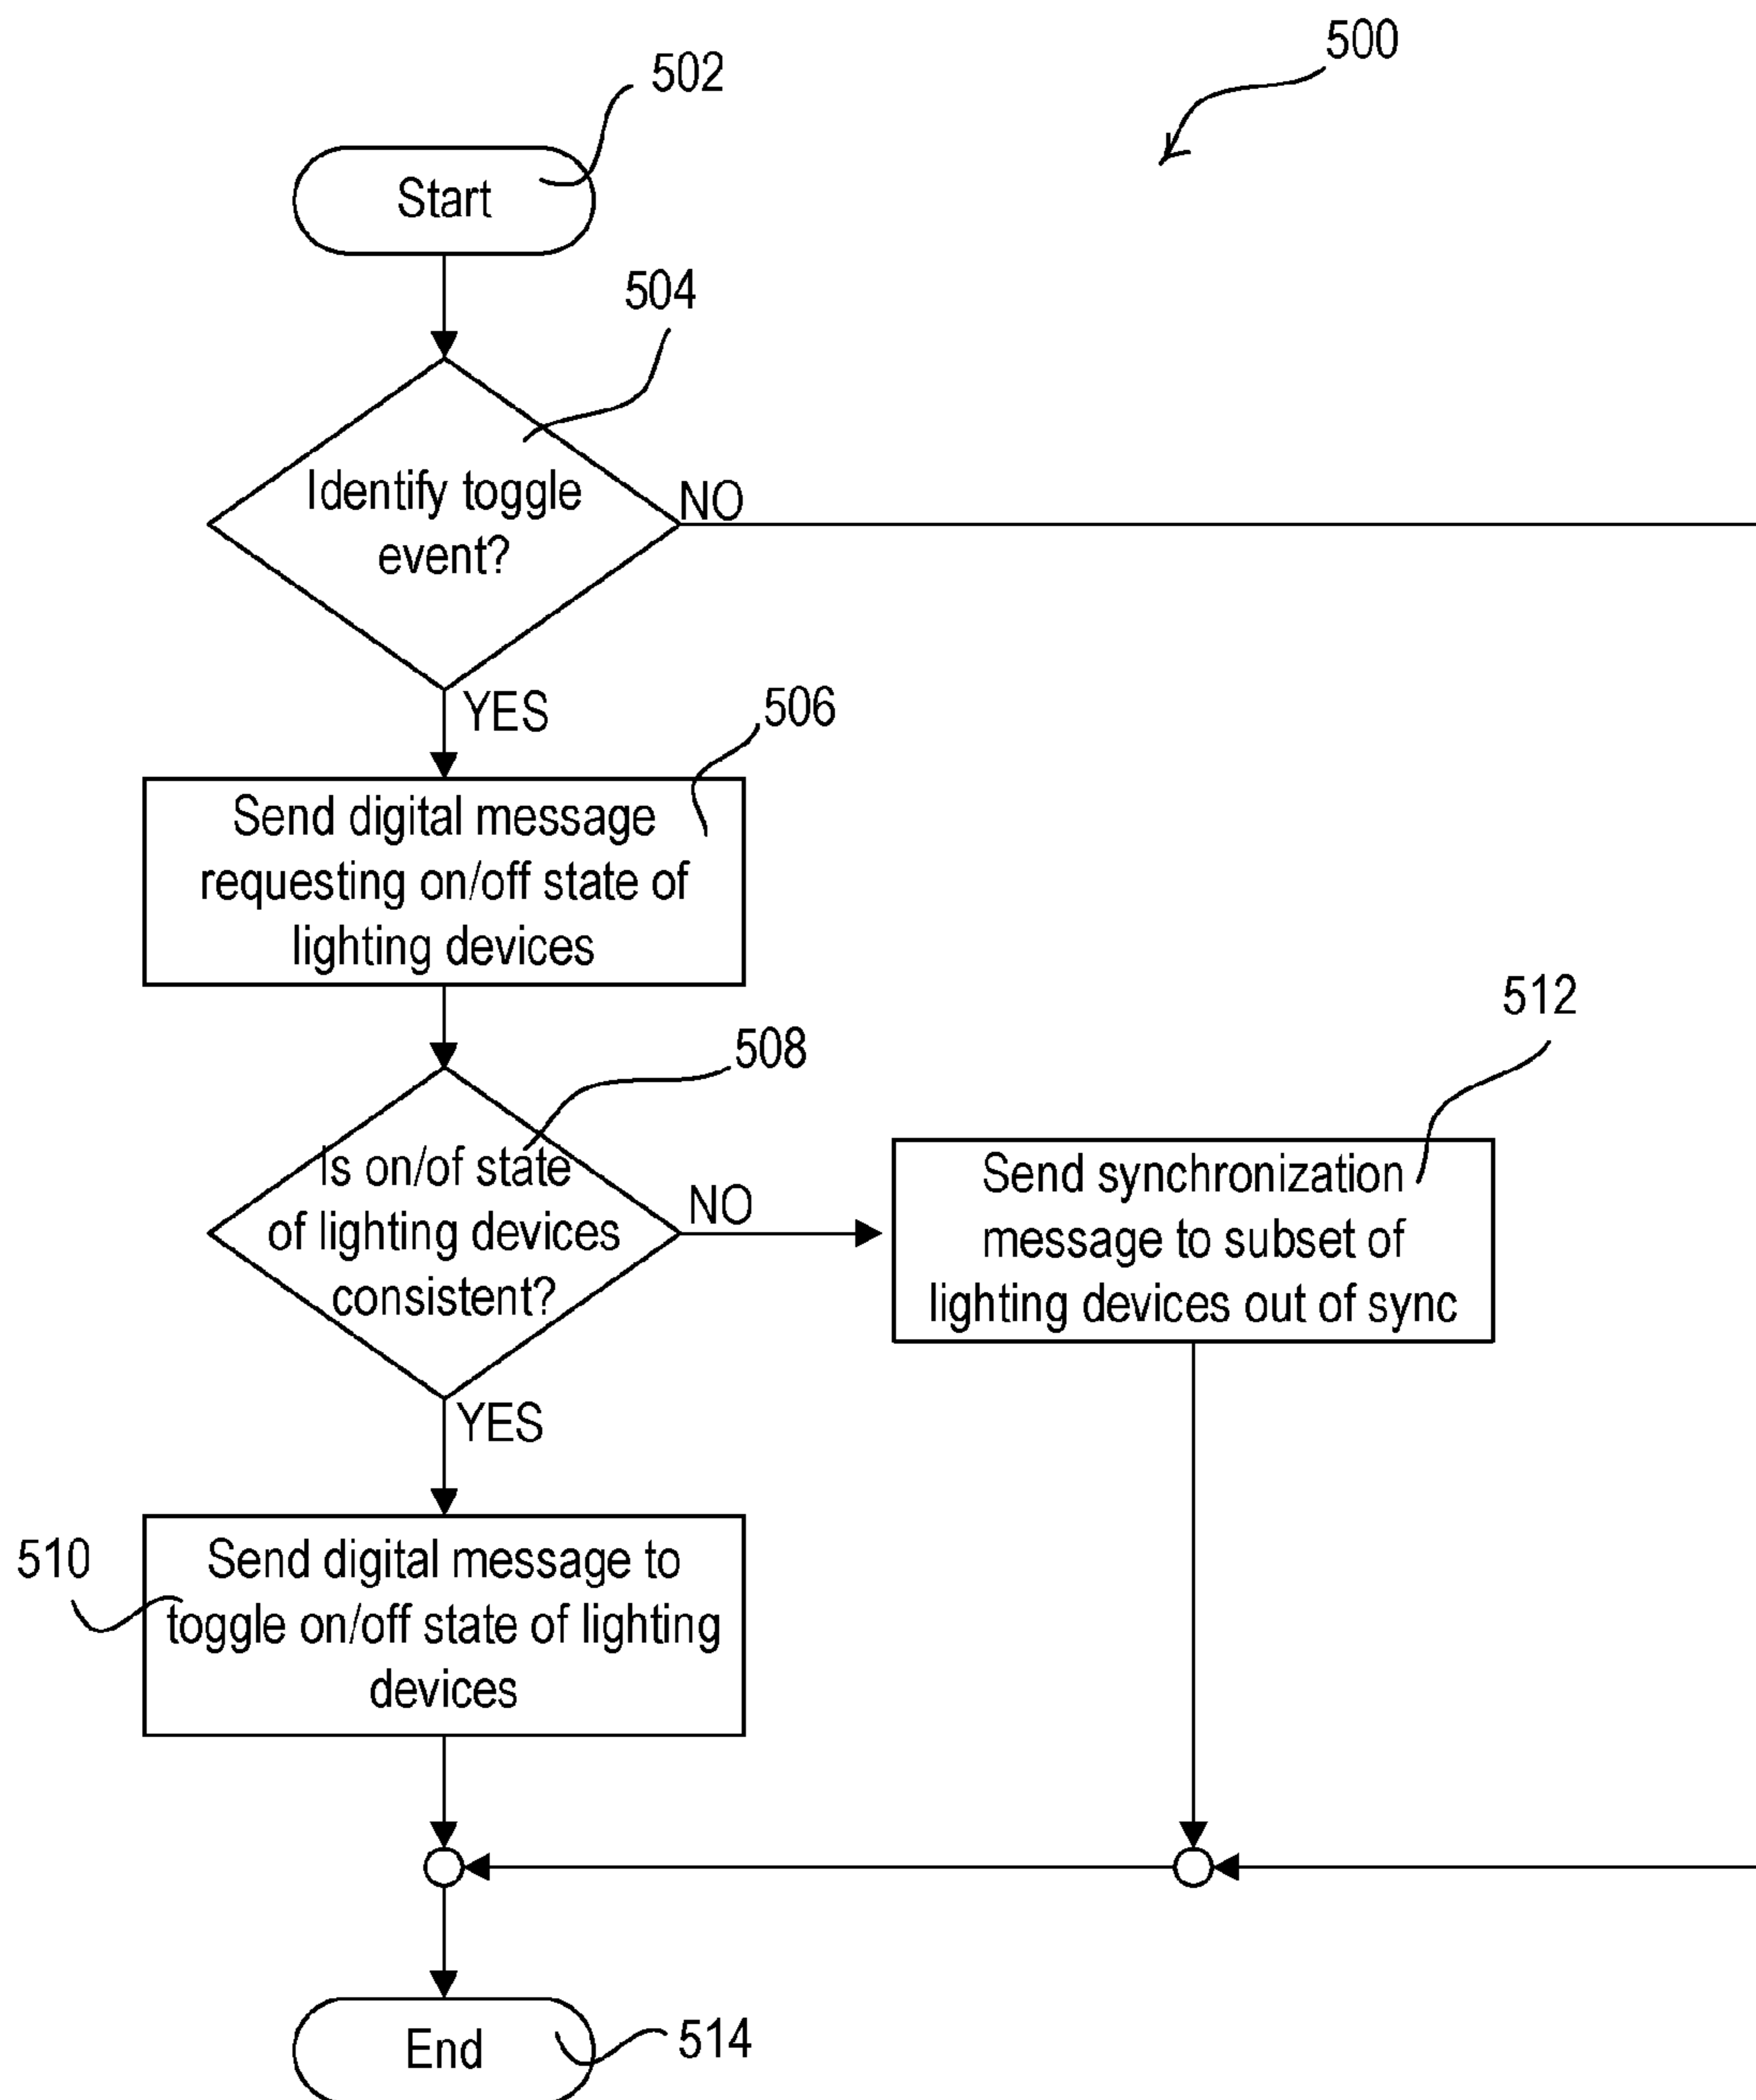 500
502
Start
504
Identify toggle
event?
NO
YES
506
Send digital message
requesting on/off state of
lighting devices
508
512
Is on/of state
of lighting devices
consistent?
NO
Send synchronization
message to subset of
lighting devices out of sync
YES
510
Send digital message to
toggle on/off state of lighting
devices
End
514